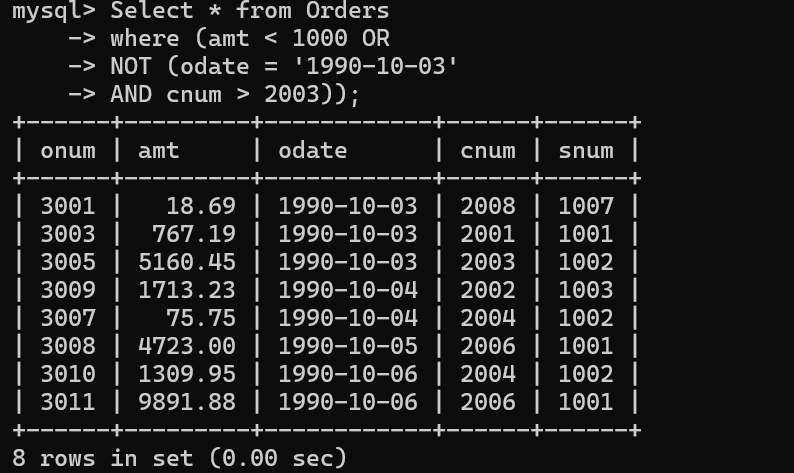 mysql> Select * from Orders
    -> where (amt < 1000 OR
    -> NOT (odate = '1990-10-03'
    -> AND cnum > 2003));
+------+---------+------------+------+------+
| onum | amt     | odate      | cnum | snum |
+------+---------+------------+------+------+
| 3001 |   18.69 | 1990-10-03 | 2008 | 1007 |
| 3003 |  767.19 | 1990-10-03 | 2001 | 1001 |
| 3005 | 5160.45 | 1990-10-03 | 2003 | 1002 |
| 3009 | 1713.23 | 1990-10-04 | 2002 | 1003 |
| 3007 |   75.75 | 1990-10-04 | 2004 | 1002 |
| 3008 | 4723.00 | 1990-10-05 | 2006 | 1001 |
| 3010 | 1309.95 | 1990-10-06 | 2004 | 1002 |
| 3011 | 9891.88 | 1990-10-06 | 2006 | 1001 |
+------+---------+------------+------+------+
8 rows in set (0.00 sec)